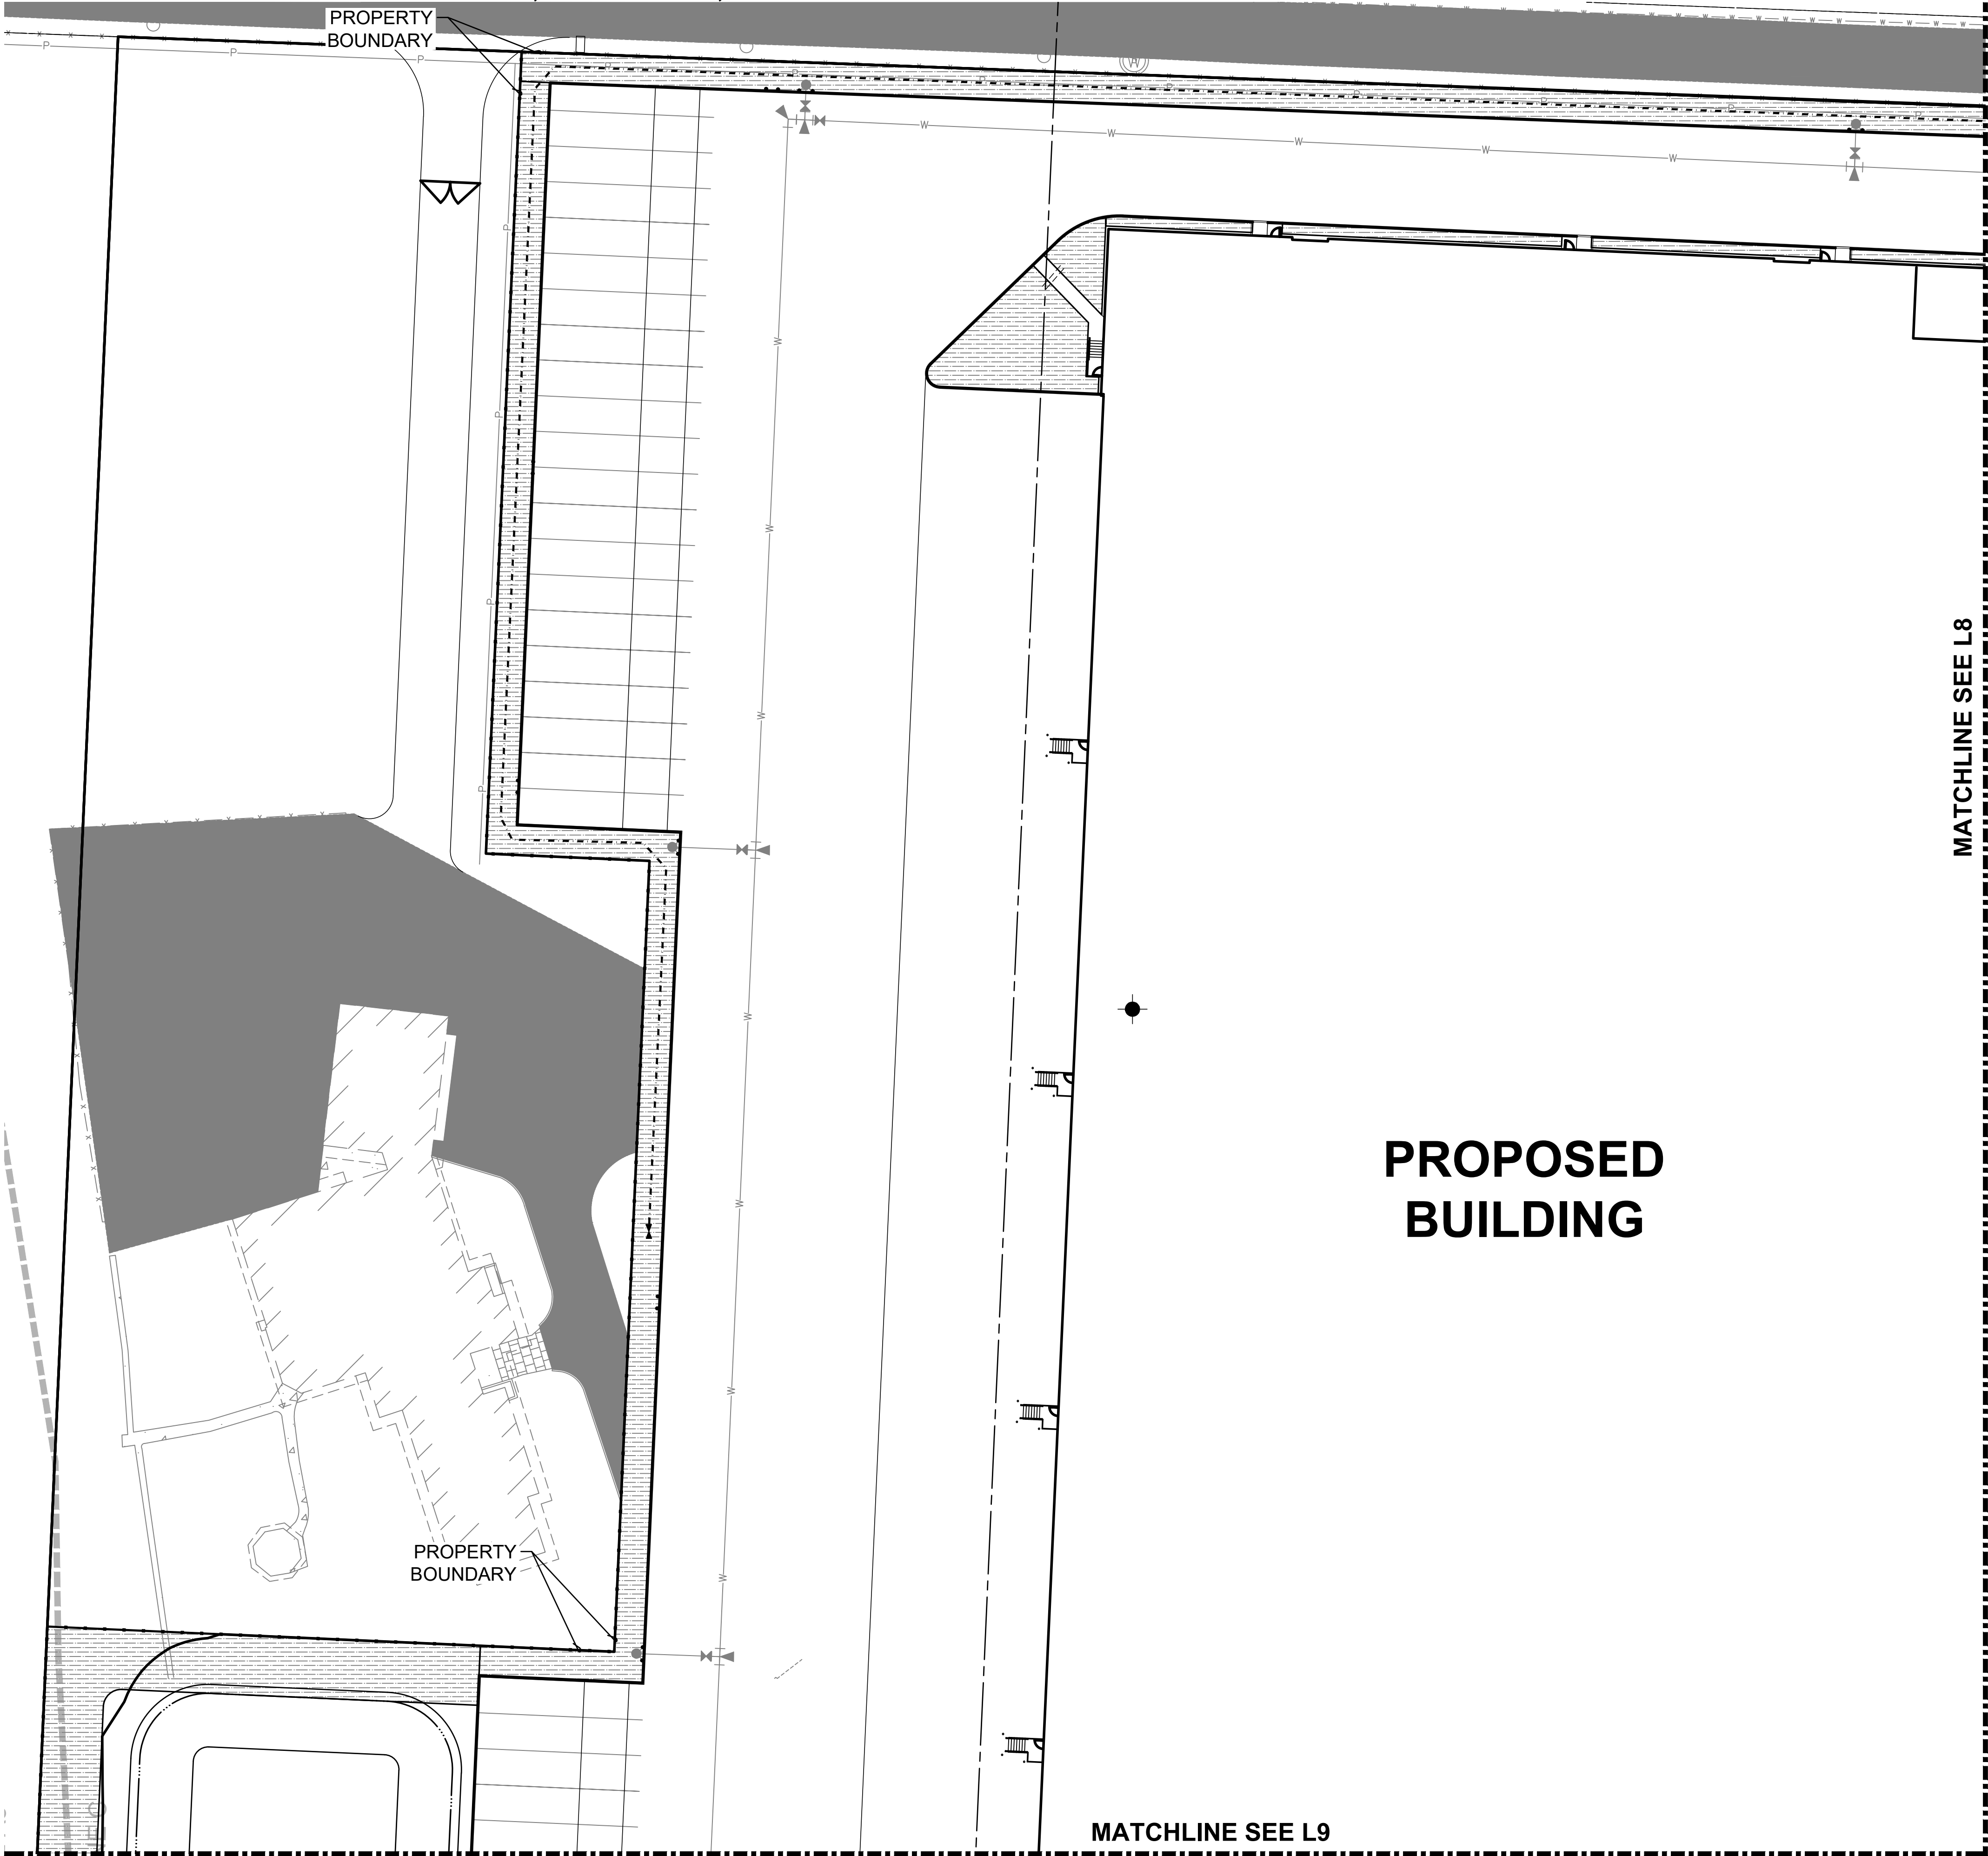 PROPERTY
BOUNDARY
MATCHLINE SEE L8
PROPOSED
BUILDING
PROPERTY
BOUNDARY
MATCHLINE SEE L9